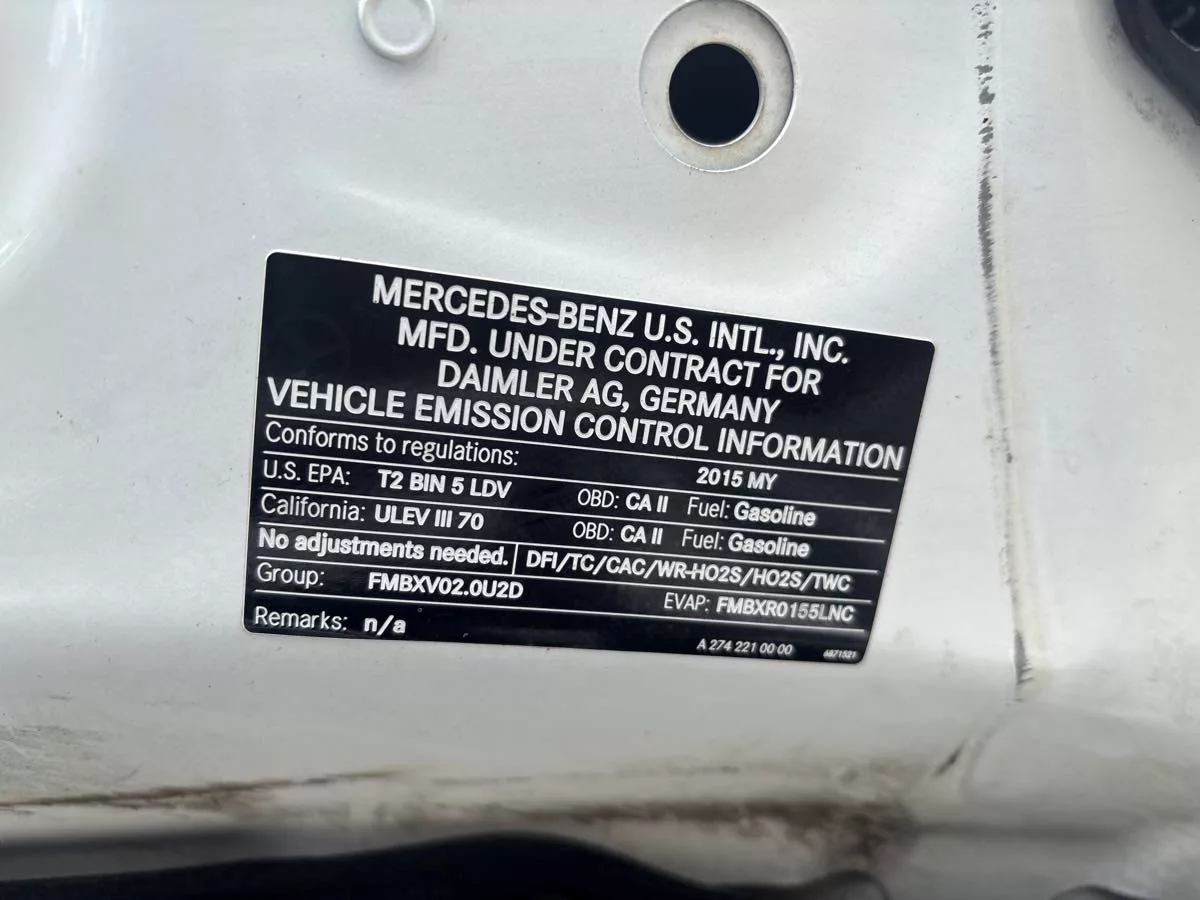 MERCEDES-BENZ U.S. INTL., INC.
MFD. UNDER CONTRACT FOR
DAIMLER AG, GERMANY
VEHICLE EMISSION CONTROL INFORMATION
Conforms to regulations: 2015 MY
U.S. EPA: T2 BIN 5 LDV OBD: CA II Fuel: Gasoline
California: ULEV III 70 OBD: CA II Fuel: Gasoline
No adjustments needed. DFI/TC/CAC/WR-HO2S/HO2S/TWC
Group: FMBXV02.0U2D EVAP: FMBXR0155LNC
Remarks: n/a A 274 221 00 00